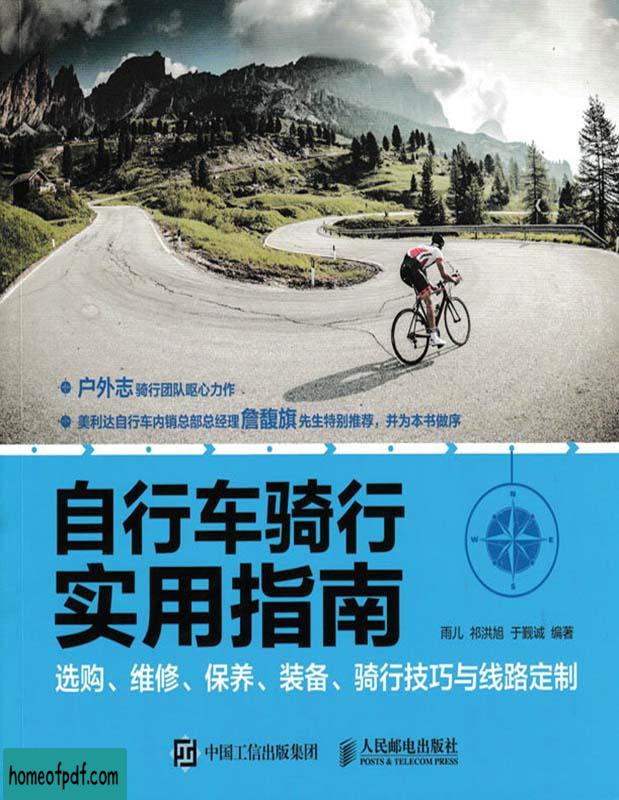 户外志 骑行团队呕心力作
美利达自行车内销总部总经理 詹馥旗 先生特别推荐，并为本书做序
N
W E
S
自行车骑行
实用指南
雨儿 祁洪旭 于觐诚 编著
选购、维修、保养、装备、骑行技巧与线路定制
中国工信出版集团
人民邮电出版社
POSTS & TELECOM PRESS
homeofpdf.com